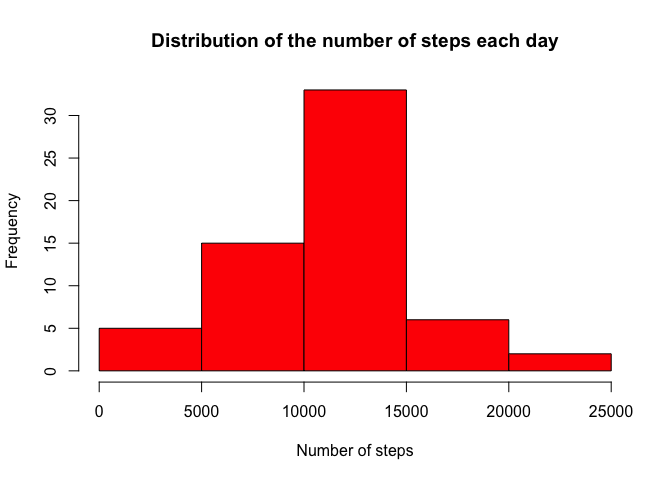 Distribution of the number of steps each day
Frequency
30
25
20
15
10
5
0
0 5000 10000 15000 20000 25000
Number of steps